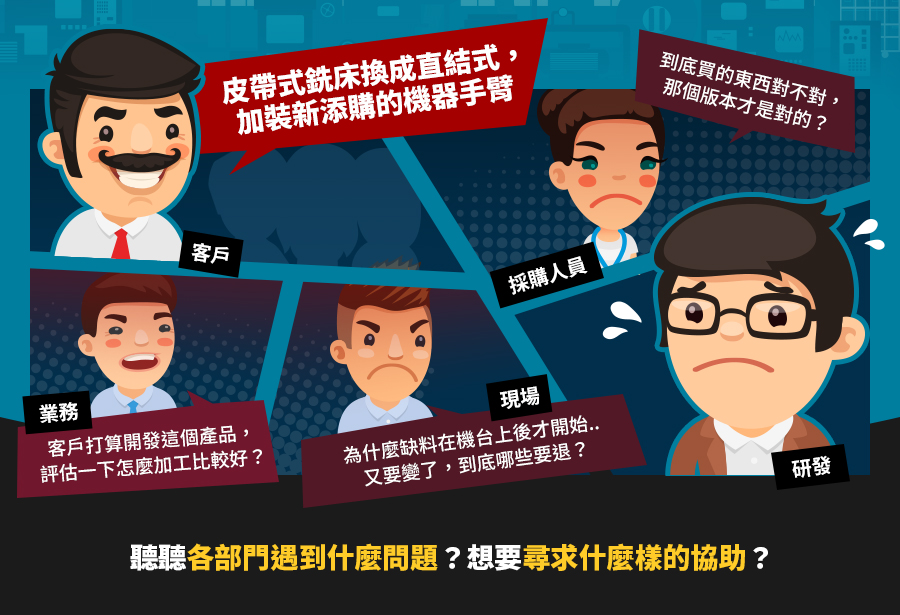 皮帶式銑床換成直結式，
加裝新添購的機器手臂
客戶
到底買的東西對不對，
那個版本才是對的？
採購人員
業務
客戶打算開發這個產品，
評估一下怎麼加工比較好？
現場
為什麼缺料在機台上後才開始..
又要變了，到底哪些要退？
研發
聽聽各部門遇到什麼問題？想要尋求什麼樣的協助？